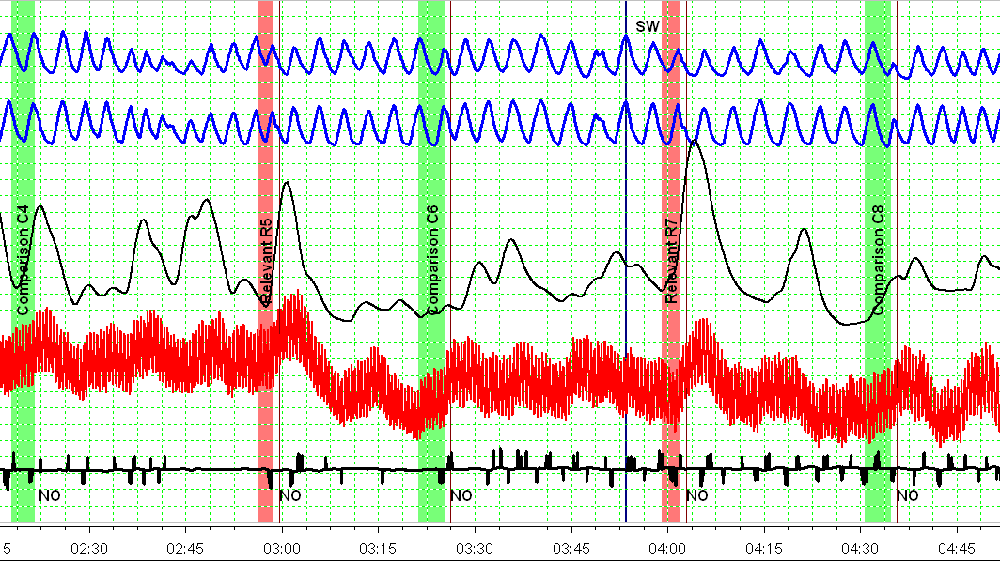 SW
Comparison C4
Relevant R5
Comparison C6
Relevant R7
Comparison C8
NO
NO
NO
NO
NO
5
02:30
02:45
03:00
03:15
03:30
03:45
04:00
04:15
04:30
04:45